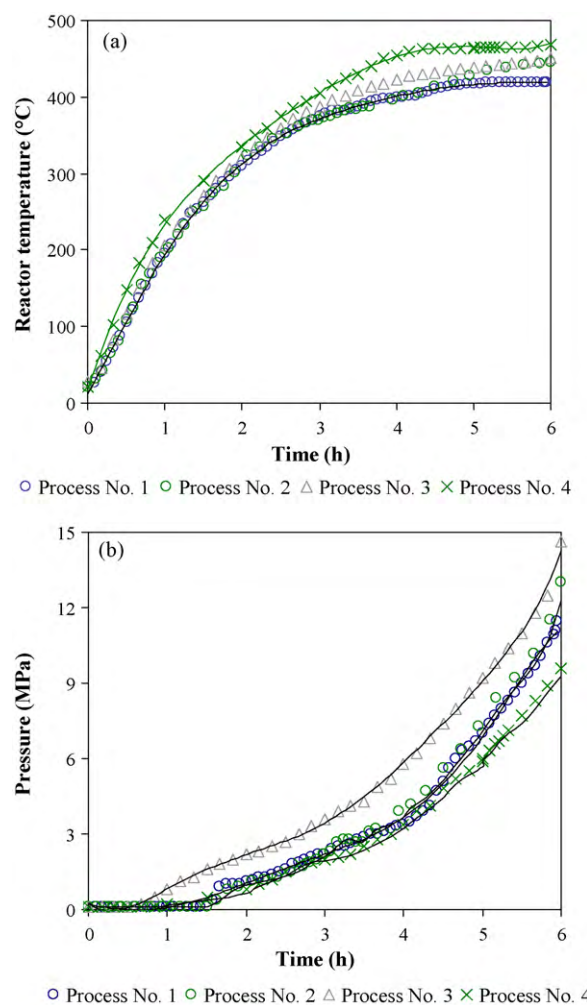 500
(a)
400
300
200
100
0
Reactor temperature (°C)
0 1 2 3 4 5 6
Time (h)
Process No. 1 Process No. 2 Process No. 3 Process No. 4
15
(b)
12
9
6
3
0
Pressure (MPa)
0 1 2 3 4 5 6
Time (h)
Process No. 1 Process No. 2 Process No. 3 Process No. 4